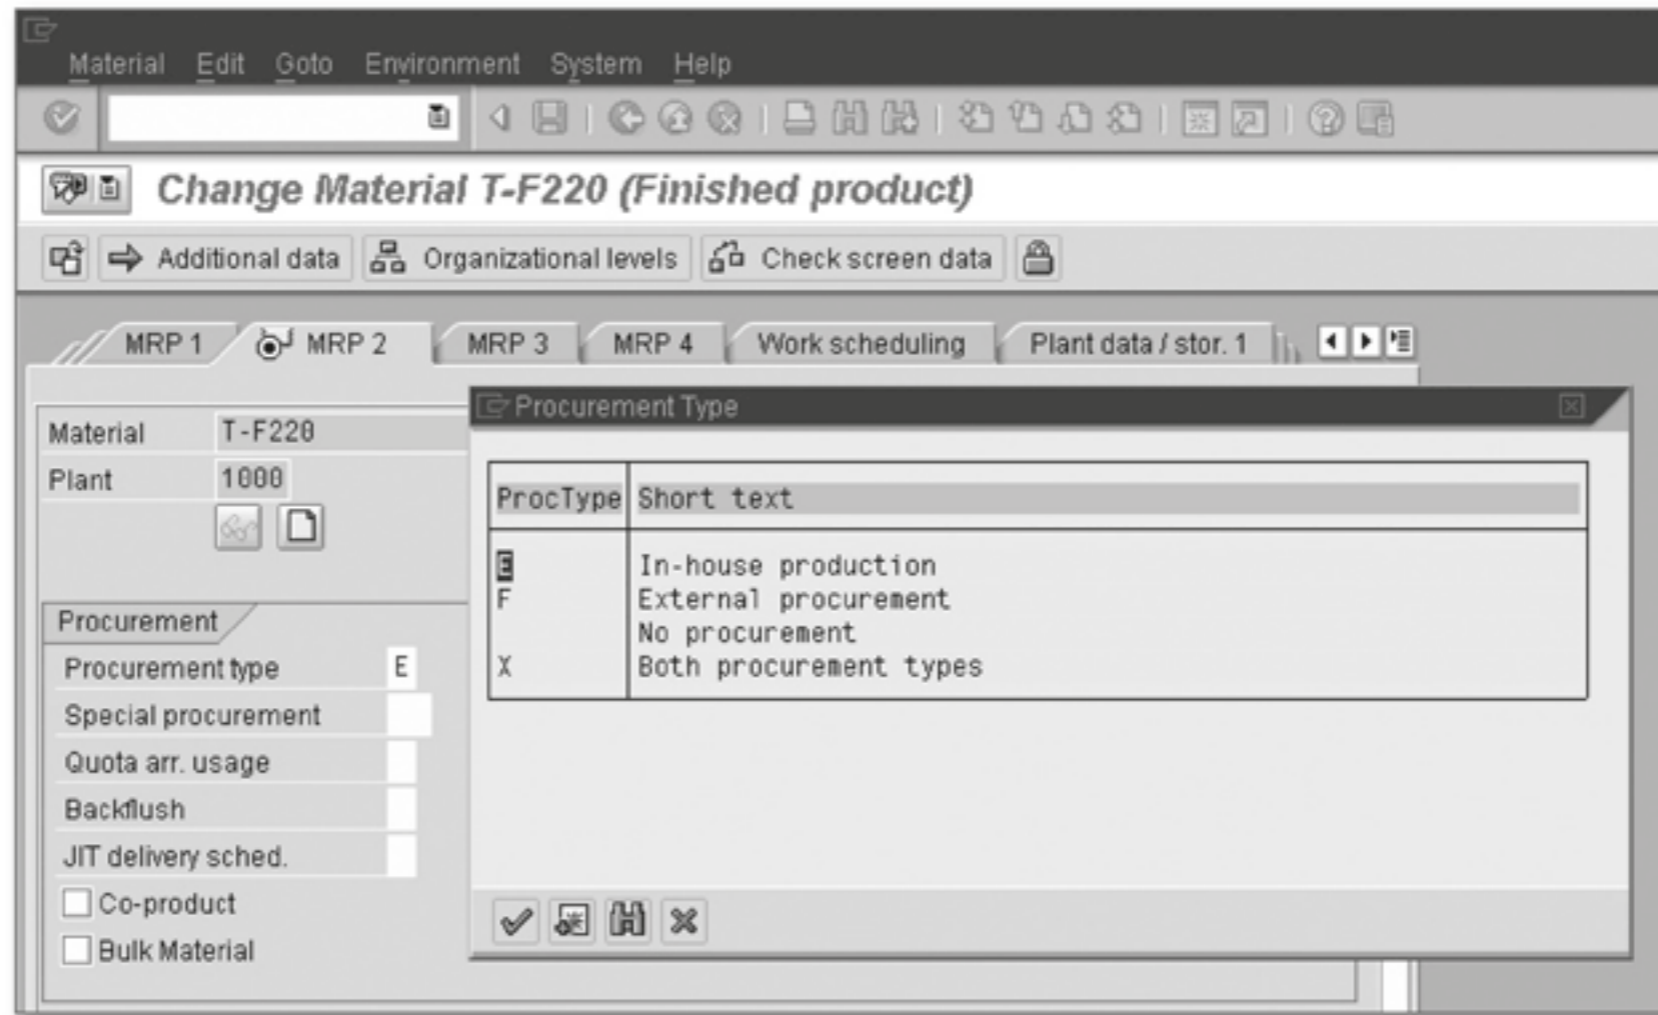 Material Edit Goto Environment System Help
Change Material T-F220 (Finished product)
Additional data Organizational levels Check screen data
MRP 1 MRP 2 MRP 3 MRP 4 Work scheduling Plant data / stor. 1
Material T-F220
Plant 1000
Procurement
Procurement type E
Special procurement
Quota arr. usage
Backflush
JIT delivery sched.
Co-product
Bulk Material
Procurement Type
ProcType Short text
E In-house production
F External procurement
No procurement
X Both procurement types